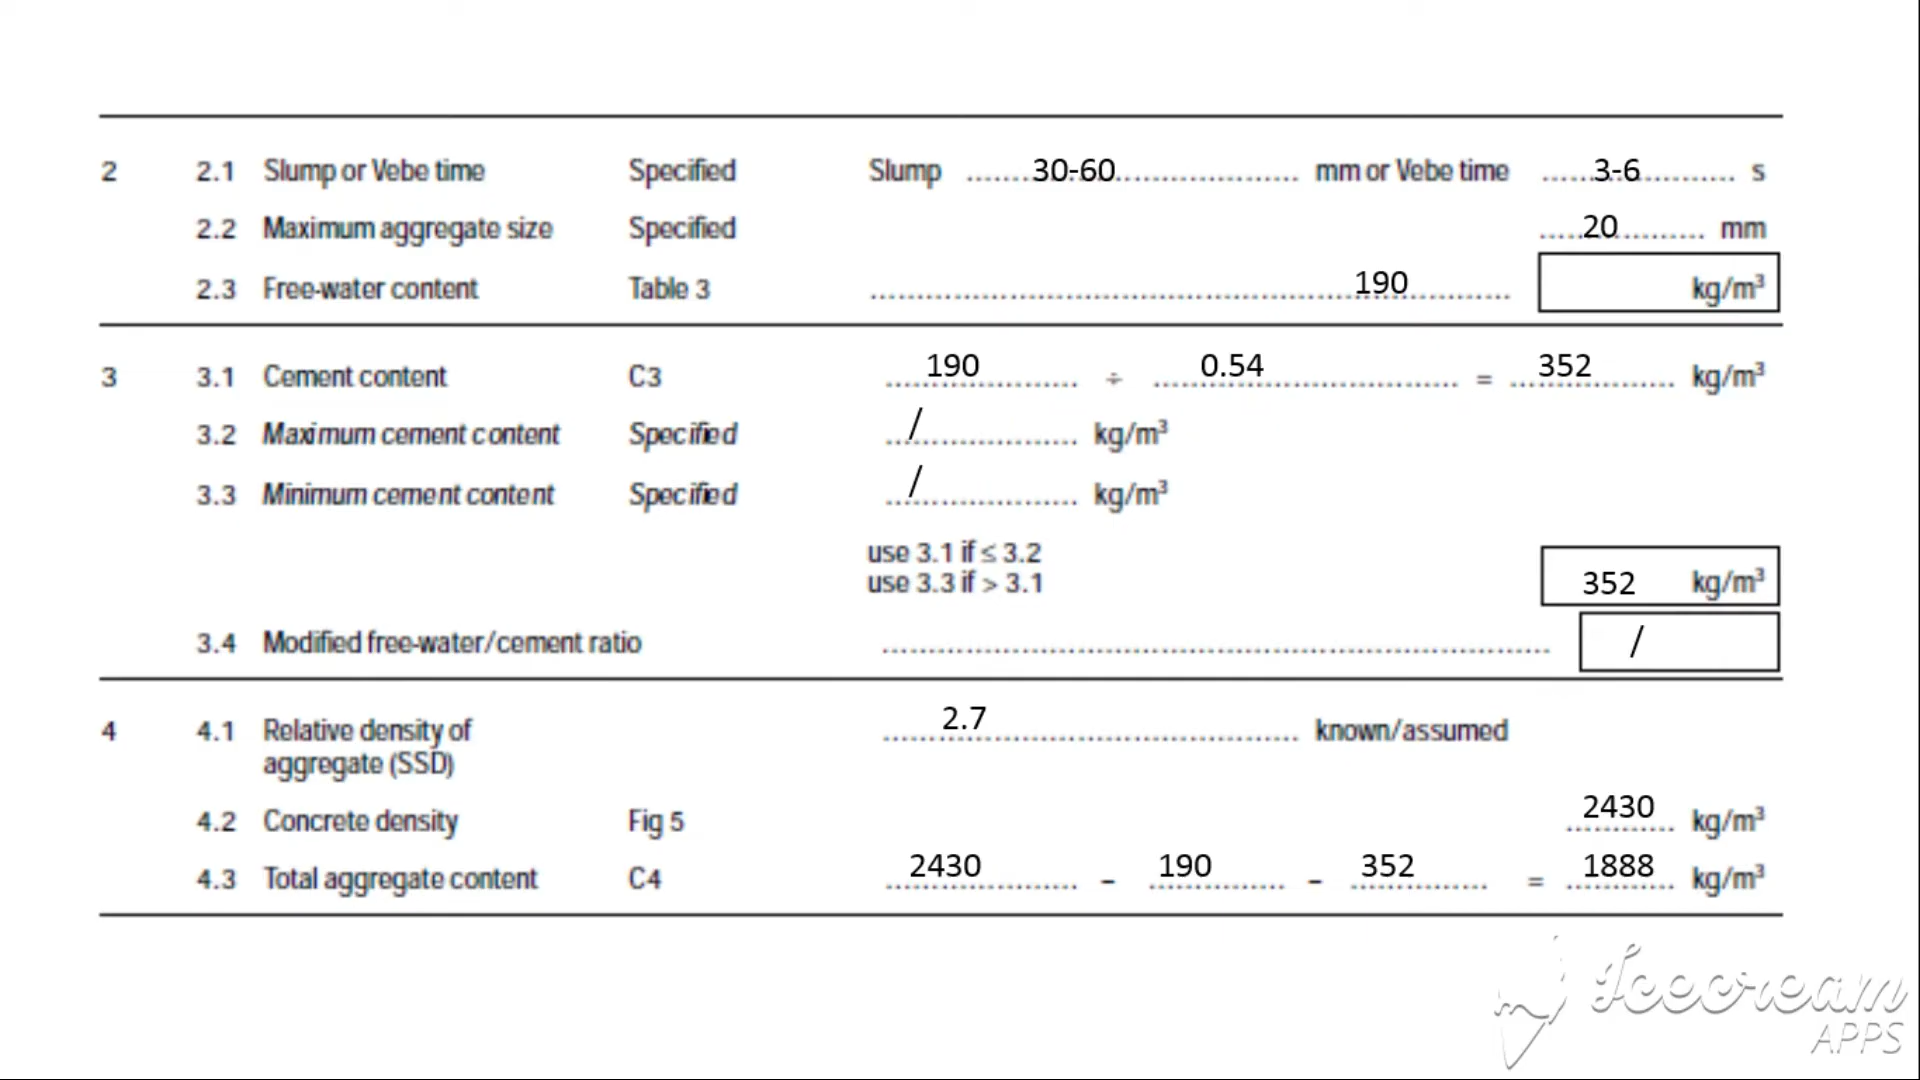 2 2.1 Slump or Vebe time Specified Slump ......30-60.................... mm or Vebe time ......3-6........... s
2.2 Maximum aggregate size Specified .....20.......... mm
2.3 Free-water content Table 3 ..................190......... kg/m³
3 3.1 Cement content C3 190 ÷ 0.54 = 352 kg/m³
3.2 Maximum cement content Specified / kg/m³
3.3 Minimum cement content Specified / kg/m³
use 3.1 if ≤ 3.2
use 3.3 if > 3.1
352 kg/m³
3.4 Modified free-water/cement ratio .................... /
4 4.1 Relative density of 2.7 known/assumed
aggregate (SSD)
4.2 Concrete density Fig 5 2430 kg/m³
4.3 Total aggregate content C4 2430 – 190 – 352 = 1888 kg/m³
Icecream
APPS